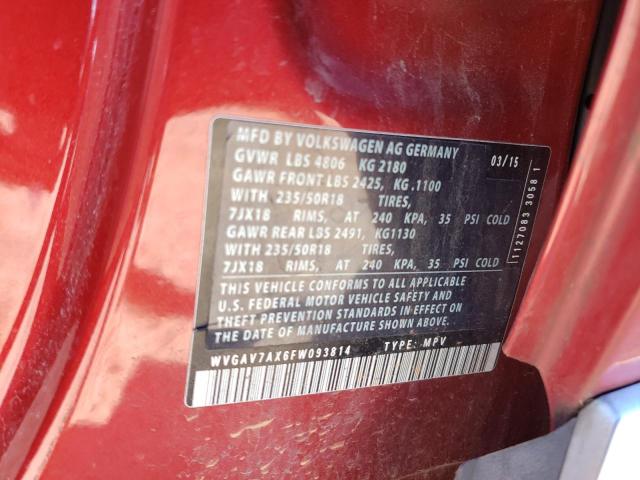 MFD BY VOLKSWAGEN AG GERMANY 03/15
GVWR LBS 4806 KG 2180
GAWR FRONT LBS 2425, KG .1100
WITH 235/50R18 TIRES,
7JX18 RIMS, AT 240 KPA, 35 PSI COLD
GAWR REAR LBS 2491, KG1130
WITH 235/50R18 TIRES,
7JX18 RIMS, AT 240 KPA, 35 PSI COLD
THIS VEHICLE CONFORMS TO ALL APPLICABLE
U.S. FEDERAL MOTOR VEHICLE SAFETY AND
THEFT PREVENTION STANDARDS IN EFFECT ON
THE DATE OF MANUFACTURE SHOWN ABOVE.
WVGAV7AX6FW093814 TYPE: MPV
1127083 3058 1